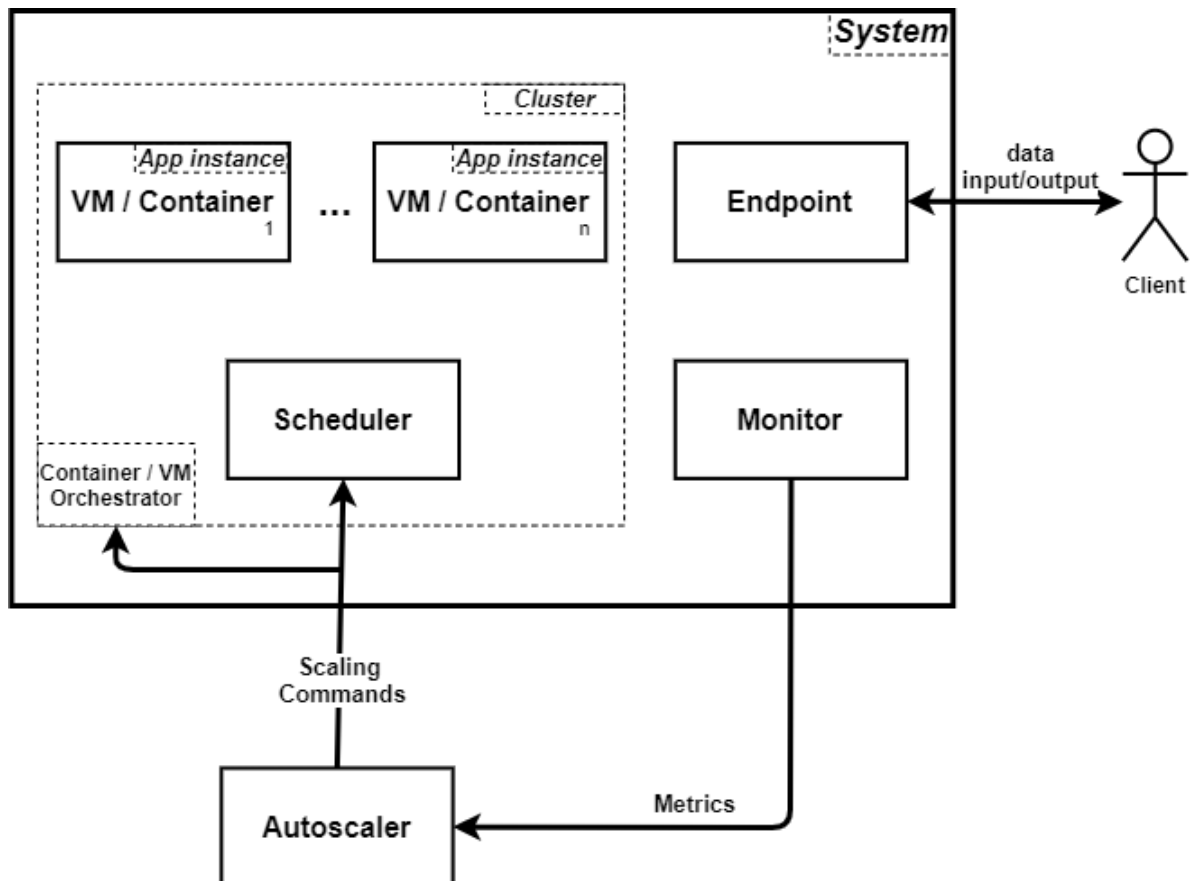 System
Cluster
App instance
VM / Container
1
...
App instance
VM / Container
n
Endpoint
data
input/output
Client
Scheduler
Monitor
Container / VM
Orchestrator
Scaling
Commands
Metrics
Autoscaler